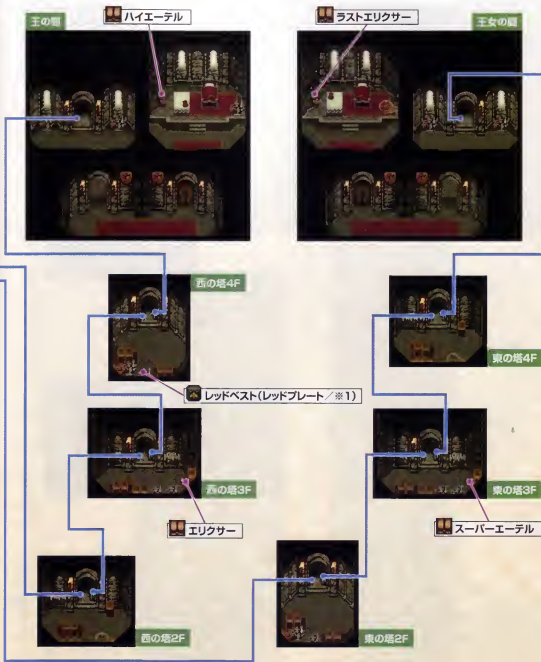 ハイエーテル
ラストエリクサー
王の間
王女の間
西の塔4F
東の塔4F
レッドベスト(レッドプレート/※1)
西の塔3F
東の塔3F
エリクサー
スーパーエーテル
西の塔2F
東の塔2F